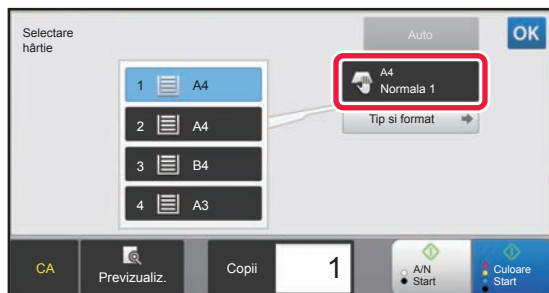 Selectare
hârtie
Auto
OK
1 A4
2 A4
3 B4
4 A3
A4
Normala 1
Tip si format
CA
Previzualiz.
Copii
1
A/N
Start
Culoare
Start